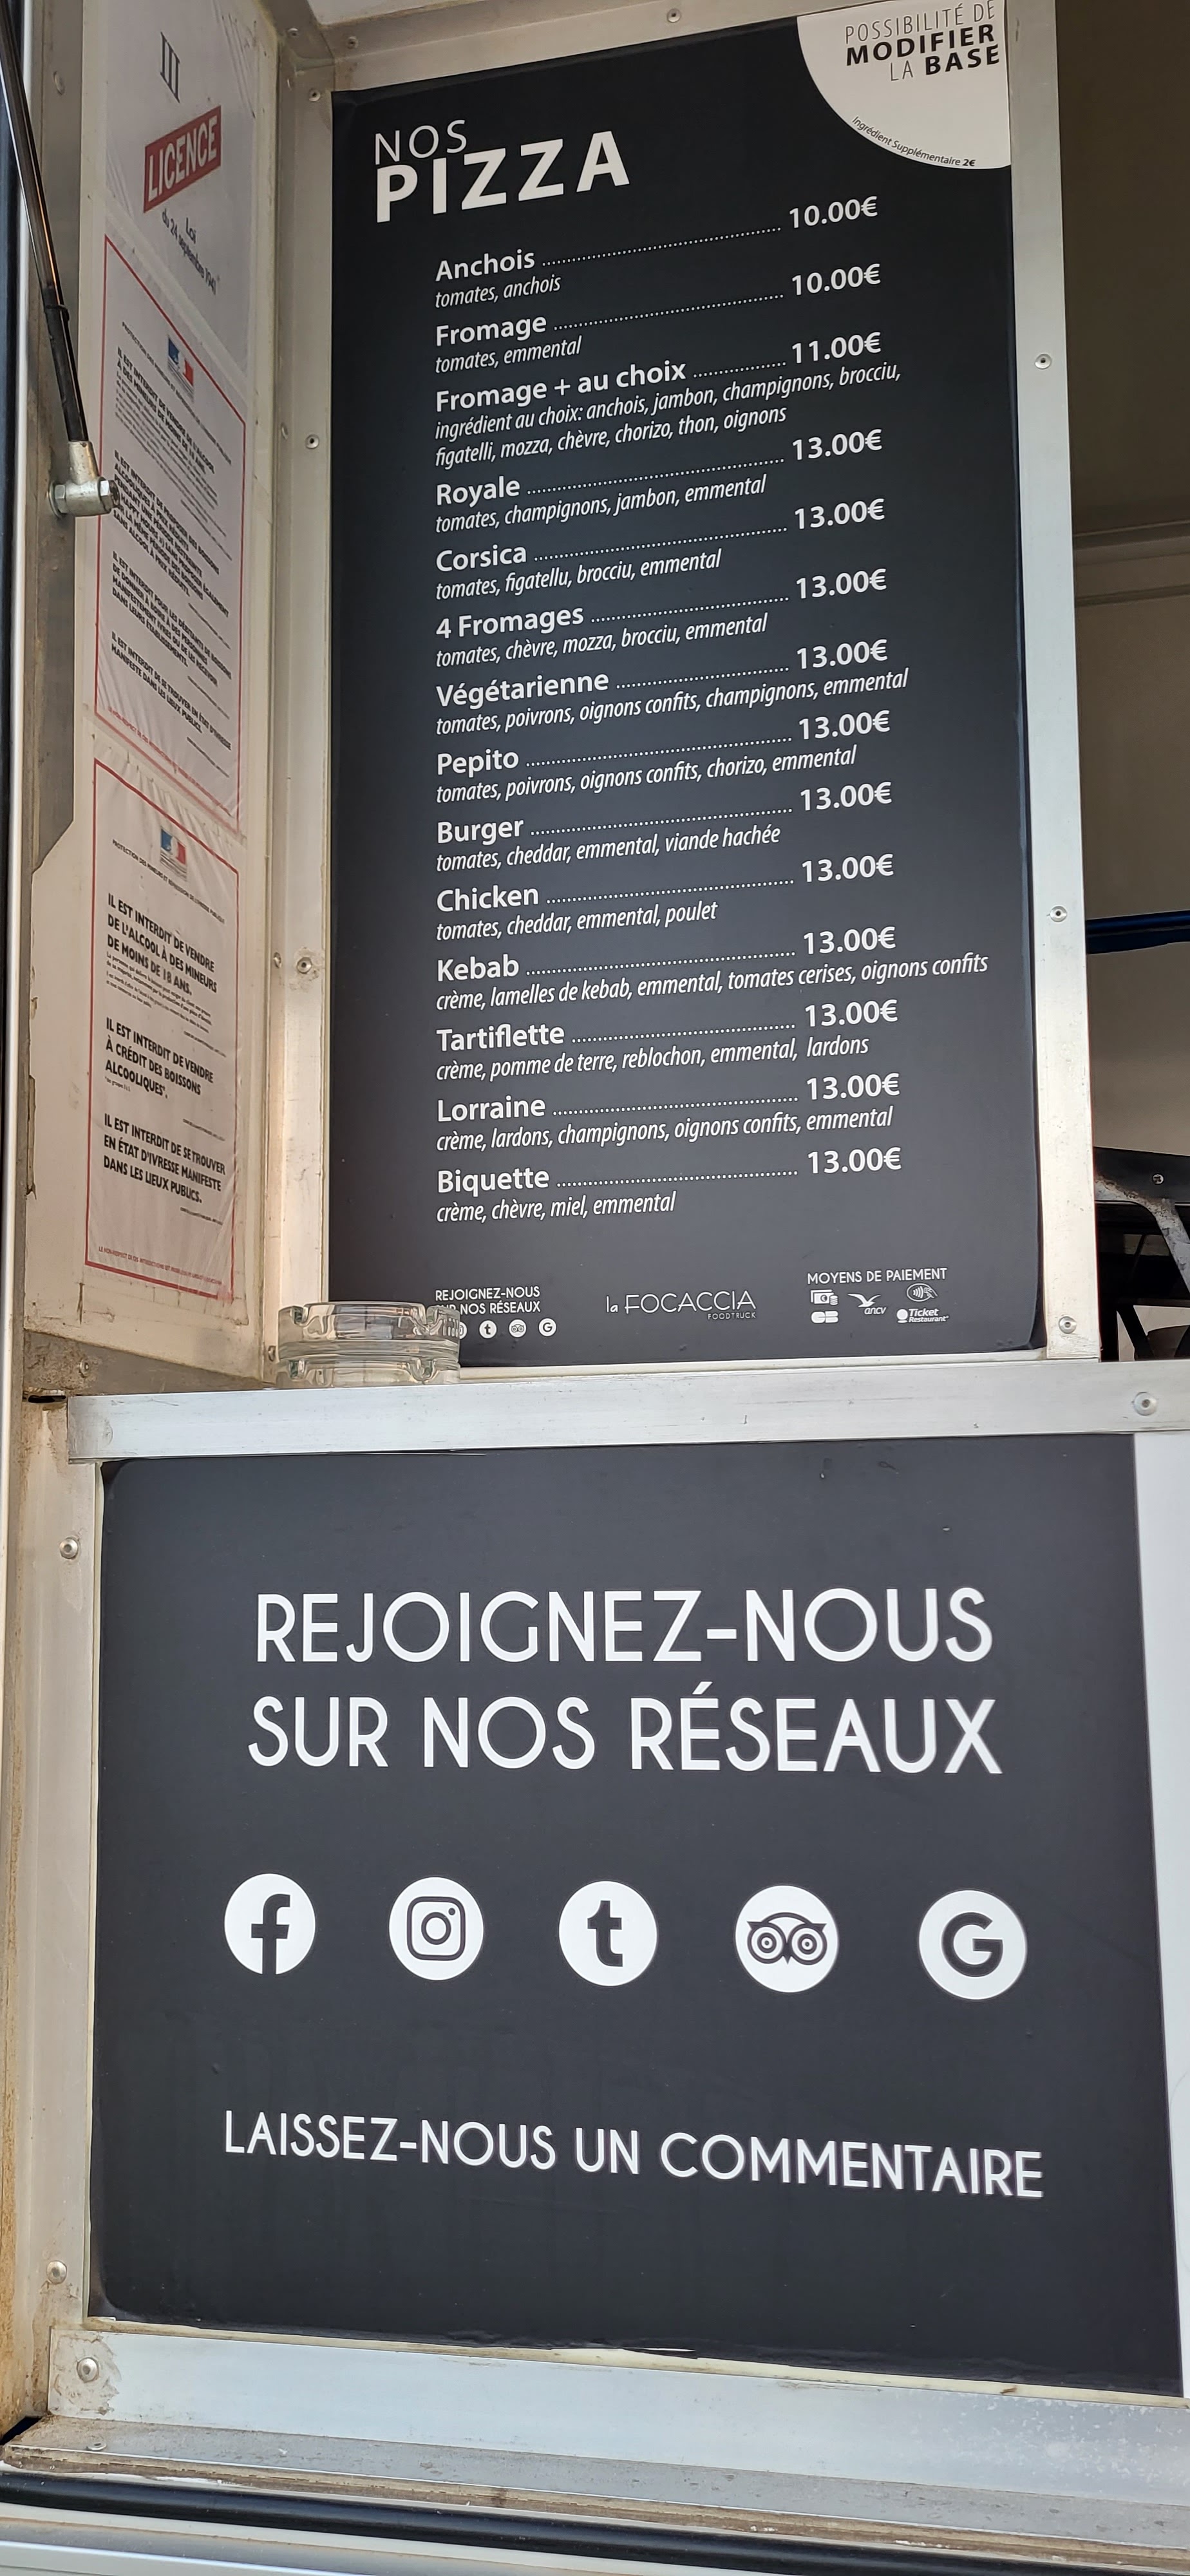 III
LICENCE
Loi
du 24 septembre 1941
IL EST INTERDIT DE VENDRE
DE L'ALCOOL À DES MINEURS
DE MOINS DE 18 ANS.
IL EST INTERDIT DE VENDRE
À CRÉDIT DES BOISSONS
ALCOOLIQUES*.
IL EST INTERDIT DE SE TROUVER
EN ÉTAT D'IVRESSE MANIFESTE
DANS LES LIEUX PUBLICS.
POSSIBILITÉ DE
MODIFIER
LA BASE
Ingrédient Supplémentaire 2€
NOS
PIZZA
Anchois 10.00€
tomates, anchois
Fromage 10.00€
tomates, emmental
Fromage + au choix 11.00€
ingrédient au choix: anchois, jambon, champignons, brocciu,
figatelli, mozza, chèvre, chorizo, thon, oignons
Royale 13.00€
tomates, champignons, jambon, emmental
Corsica 13.00€
tomates, figatellu, brocciu, emmental
4 Fromages 13.00€
tomates, chèvre, mozza, brocciu, emmental
Végétarienne 13.00€
tomates, poivrons, oignons confits, champignons, emmental
Pepito 13.00€
tomates, poivrons, oignons confits, chorizo, emmental
Burger 13.00€
tomates, cheddar, emmental, viande hachée
Chicken 13.00€
tomates, cheddar, emmental, poulet
Kebab 13.00€
crème, lamelles de kebab, emmental, tomates cerises, oignons confits
Tartiflette 13.00€
crème, pomme de terre, reblochon, emmental, lardons
Lorraine 13.00€
crème, lardons, champignons, oignons confits, emmental
Biquette 13.00€
crème, chèvre, miel, emmental
REJOIGNEZ-NOUS
SUR NOS RÉSEAUX
la FOCACCIA
FOODTRUCK
MOYENS DE PAIEMENT
ancv
Ticket
Restaurant
REJOIGNEZ-NOUS
SUR NOS RÉSEAUX
LAISSEZ-NOUS UN COMMENTAIRE